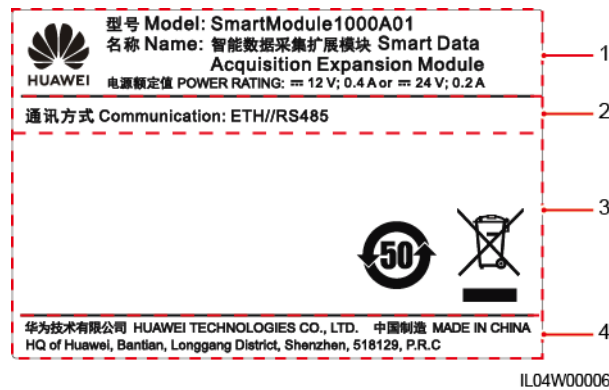 型号 Model: SmartModule1000A01
名称 Name: 智能数据采集扩展模块 Smart Data
Acquisition Expansion Module
HUAWEI
电源额定值 POWER RATING: ⎓ 12 V; 0.4 A or ⎓ 24 V; 0.2 A
1
通讯方式 Communication: ETH//RS485
2
3
50
华为技术有限公司 HUAWEI TECHNOLOGIES CO., LTD. 中国制造 MADE IN CHINA
HQ of Huawei, Bantian, Longgang District, Shenzhen, 518129, P.R.C
4
IL04W00006